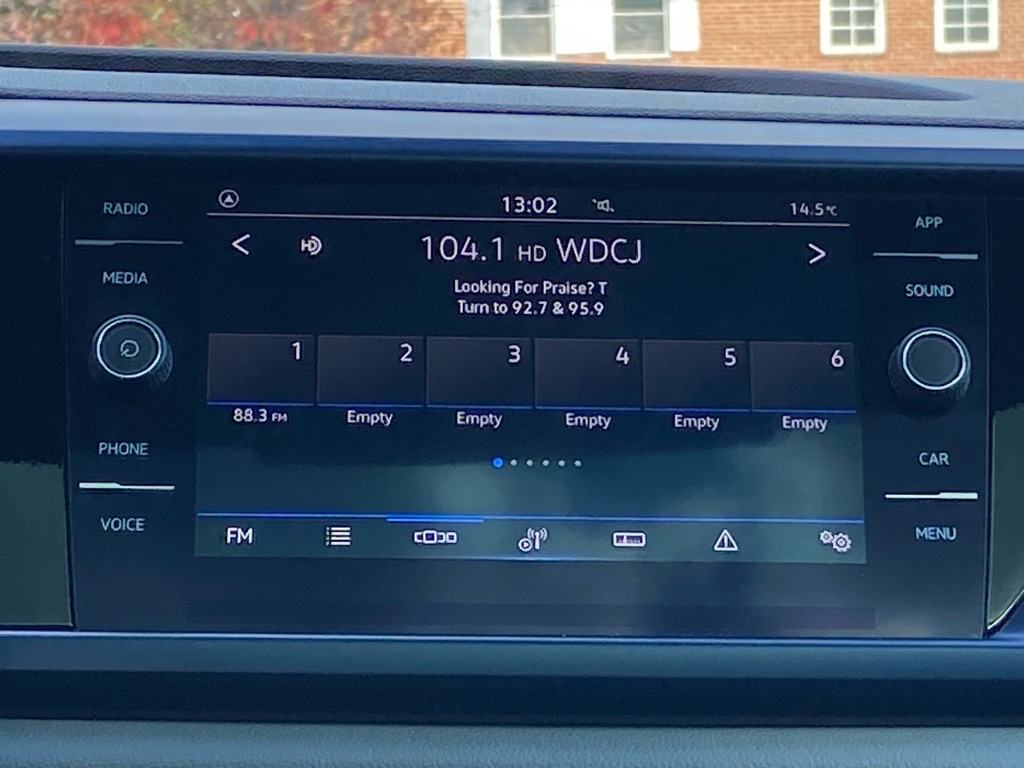 RADIO
MEDIA
PHONE
VOICE
13:02
14.5°C
HD
104.1 HD WDCJ
Looking For Praise? T
Turn to 92.7 & 95.9
1 2 3 4 5 6
88.3 FM Empty Empty Empty Empty Empty
FM
APP
SOUND
CAR
MENU